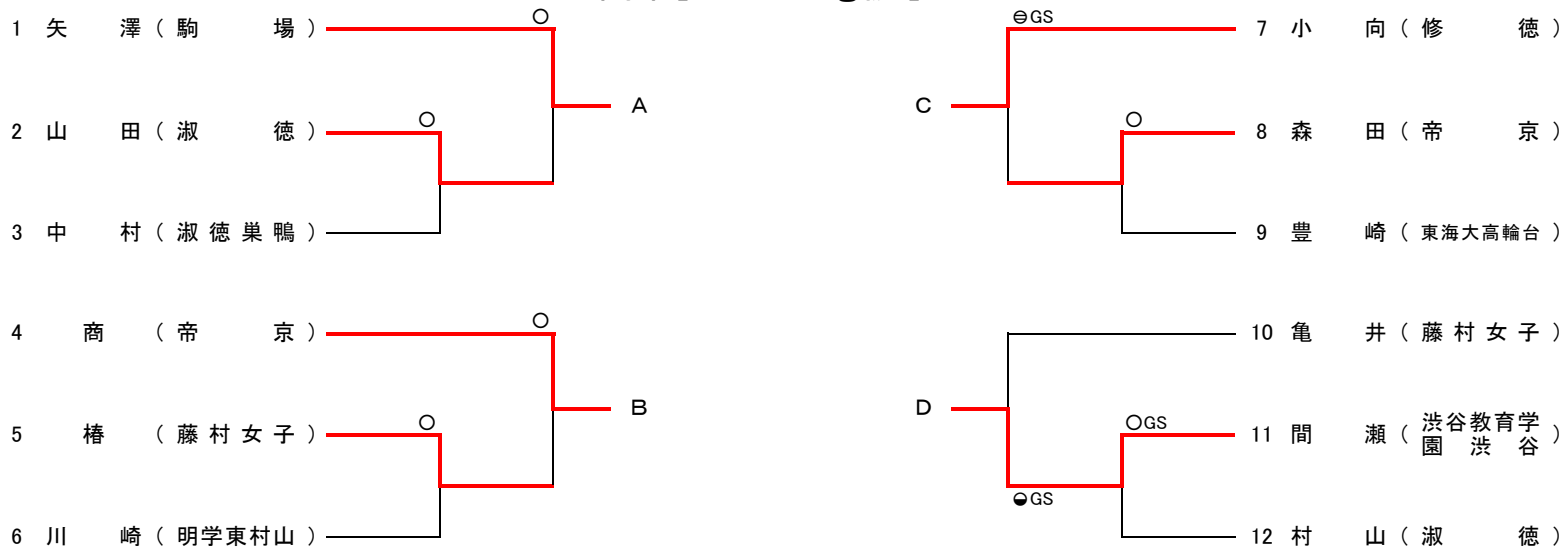 1 矢 澤 ( 駒 場 ) ○
2 山 田 ( 淑 徳 ) ○
3 中 村 ( 淑徳巣鴨 )
A
4 商 ( 帝 京 ) ○
5 椿 ( 藤村女子 ) ○
6 川 崎 ( 明学東村山 )
B
⊖GS 7 小 向 ( 修 徳 )
C
○ 8 森 田 ( 帝 京 )
9 豊 崎 ( 東海大高輪台 )
10 亀 井 ( 藤村女子 )
D
○GS 11 間 瀬 ( 渋谷教育学
園渋谷 )
◒GS
12 村 山 ( 淑 徳 )